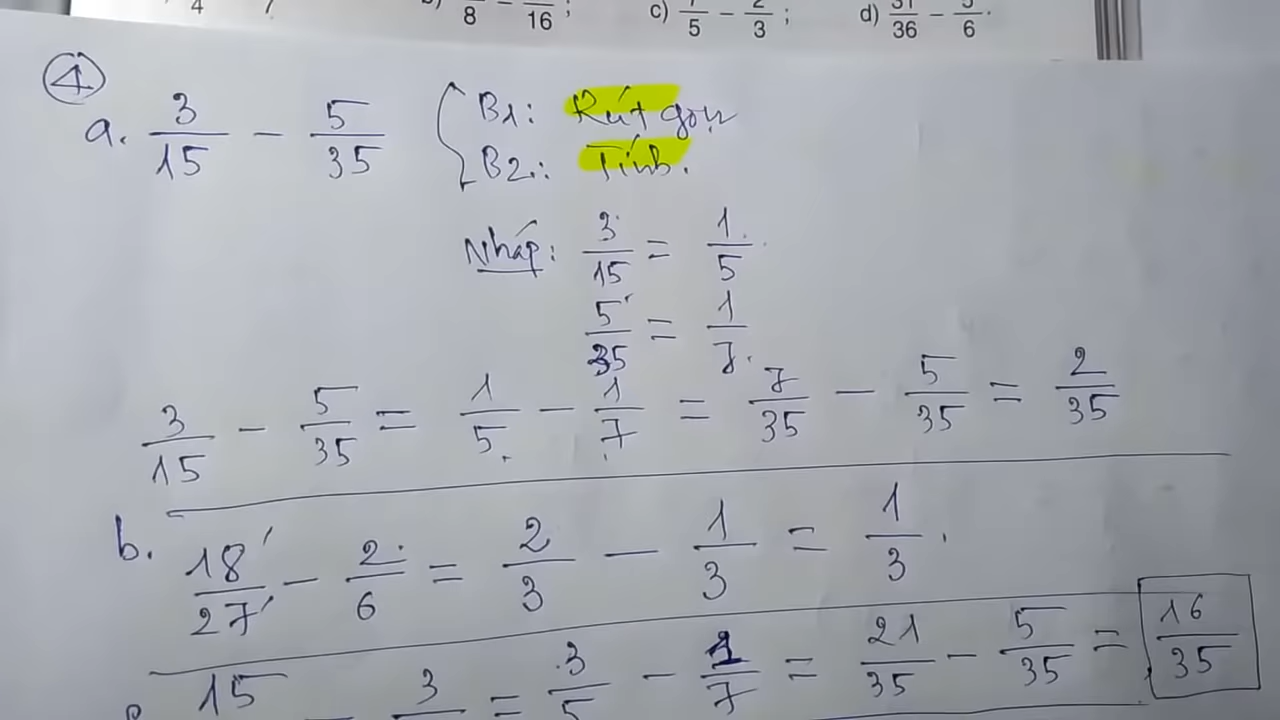 c) 7/5 − 2/3 ; d) 31/36 − 5/6 .
4
a. 3/15 − 5/35 { B1: Rút gọn
B2: Tính.
Nháp: 3/15 = 1/5
5/35 = 1/7
3/15 − 5/35 = 1/5 − 1/7 = 7/35 − 5/35 = 2/35
b. 18/27 − 2/6 = 2/3 − 1/3 = 1/3 .
= 3/5 − 1/7 = 21/35 − 5/35 = 16/35